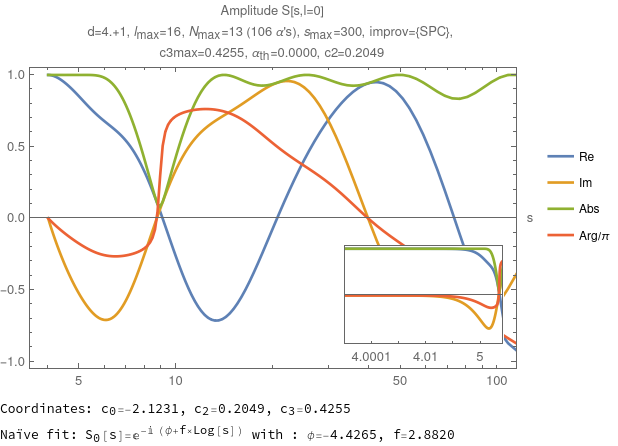 Amplitude S[s,l=0]
d=4.+1, lmax=16, Nmax=13 (106 α's), smax=300, improv={SPC},
c3max=0.4255, αth=0.0000, c2=0.2049
1.0
0.5
0.0
-0.5
-1.0
5
10
50
100
s
Re
Im
Abs
Arg/π
4.0001
4.01
5
Coordinates: c0=-2.1231, c2=0.2049, c3=0.4255
Naïve fit: S0[s]=e^-i (ϕ+f×Log[s]) with : ϕ=-4.4265, f=2.8820